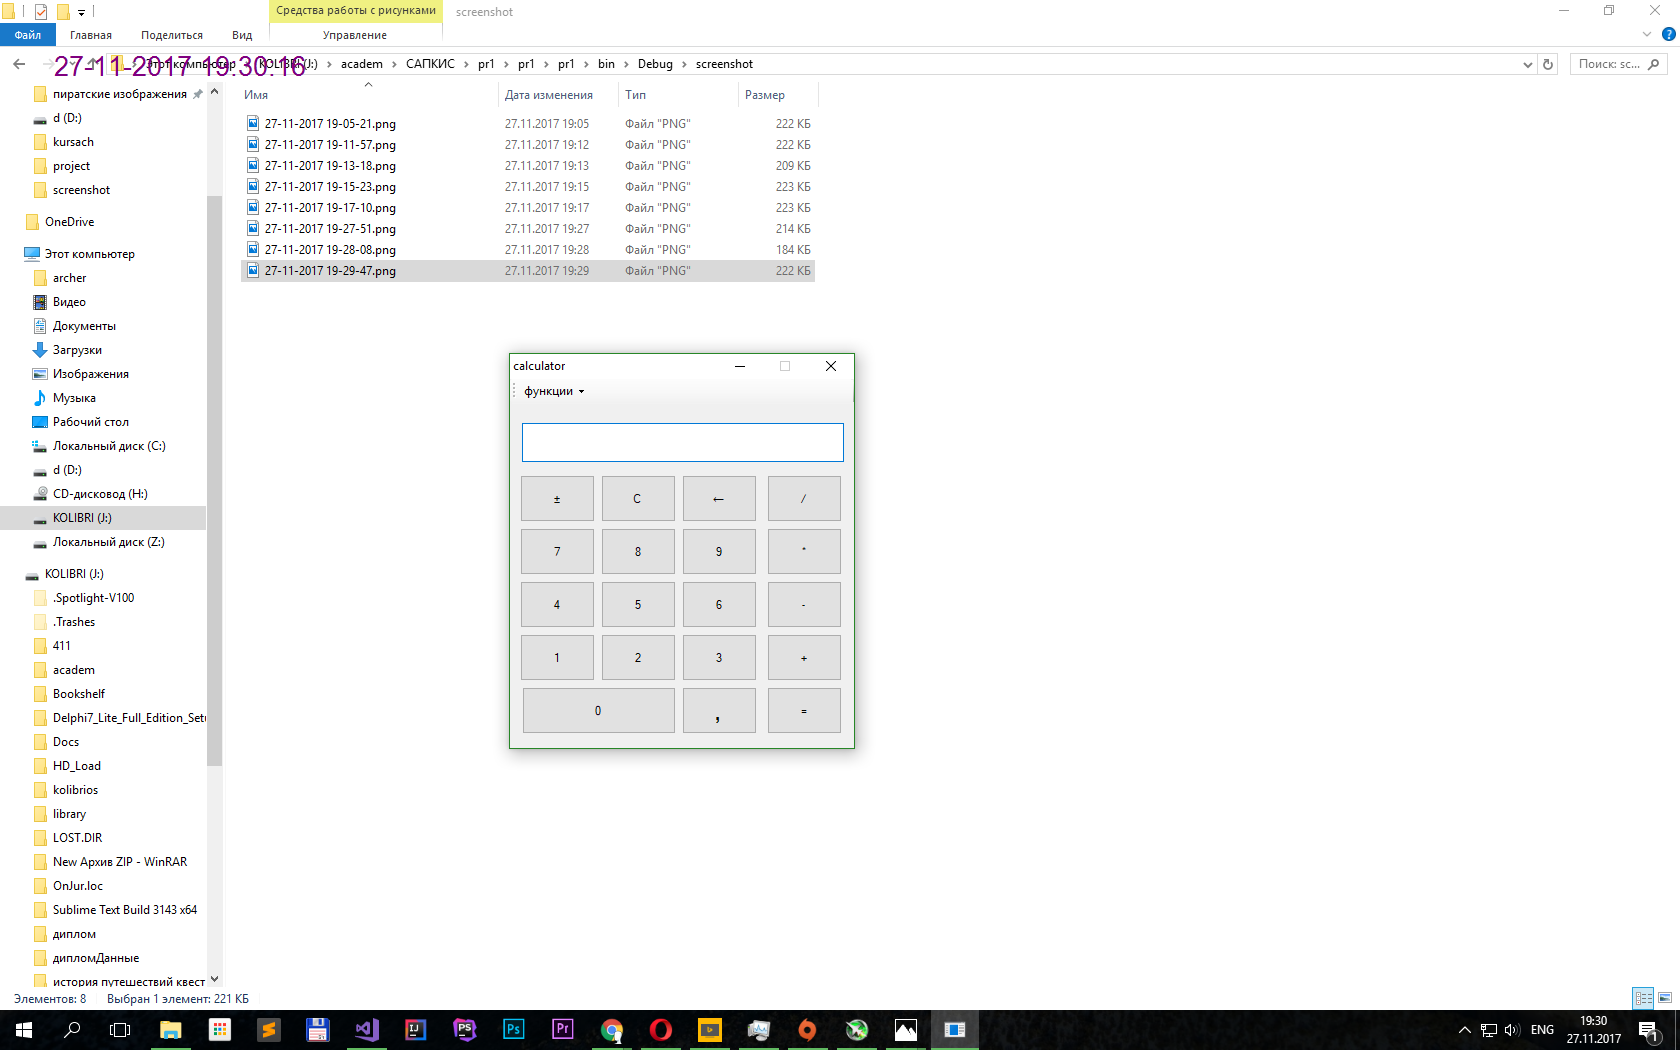 Средства работы с рисунками
screenshot
Файл
Главная
Поделиться
Вид
Управление
27-11-2017 19:30:16
Этот компьютер
KOLIBRI (J:)
academ
САПКИС
pr1
pr1
pr1
bin
Debug
screenshot
Поиск: sc...
Имя
Дата изменения
Тип
Размер
27-11-2017 19-05-21.png 27.11.2017 19:05 Файл "PNG" 222 КБ
27-11-2017 19-11-57.png 27.11.2017 19:12 Файл "PNG" 222 КБ
27-11-2017 19-13-18.png 27.11.2017 19:13 Файл "PNG" 209 КБ
27-11-2017 19-15-23.png 27.11.2017 19:15 Файл "PNG" 223 КБ
27-11-2017 19-17-10.png 27.11.2017 19:17 Файл "PNG" 223 КБ
27-11-2017 19-27-51.png 27.11.2017 19:27 Файл "PNG" 214 КБ
27-11-2017 19-28-08.png 27.11.2017 19:28 Файл "PNG" 184 КБ
27-11-2017 19-29-47.png 27.11.2017 19:29 Файл "PNG" 222 КБ
пиратские изображения
d (D:)
kursach
project
screenshot
OneDrive
Этот компьютер
archer
Видео
Документы
Загрузки
Изображения
Музыка
Рабочий стол
Локальный диск (C:)
d (D:)
CD-дисковод (H:)
KOLIBRI (J:)
Локальный диск (Z:)
KOLIBRI (J:)
.Spotlight-V100
.Trashes
411
academ
Bookshelf
Delphi7_Lite_Full_Edition_Setu
Docs
HD_Load
kolibrios
library
LOST.DIR
New Архив ZIP - WinRAR
OnJur.loc
Sublime Text Build 3143 x64
диплом
дипломДанные
история путешествий квест
calculator
функции
± C ← /
7 8 9 *
4 5 6 -
1 2 3 +
0 , =
Элементов: 8
Выбран 1 элемент: 221 КБ
ENG
19:30
27.11.2017
1